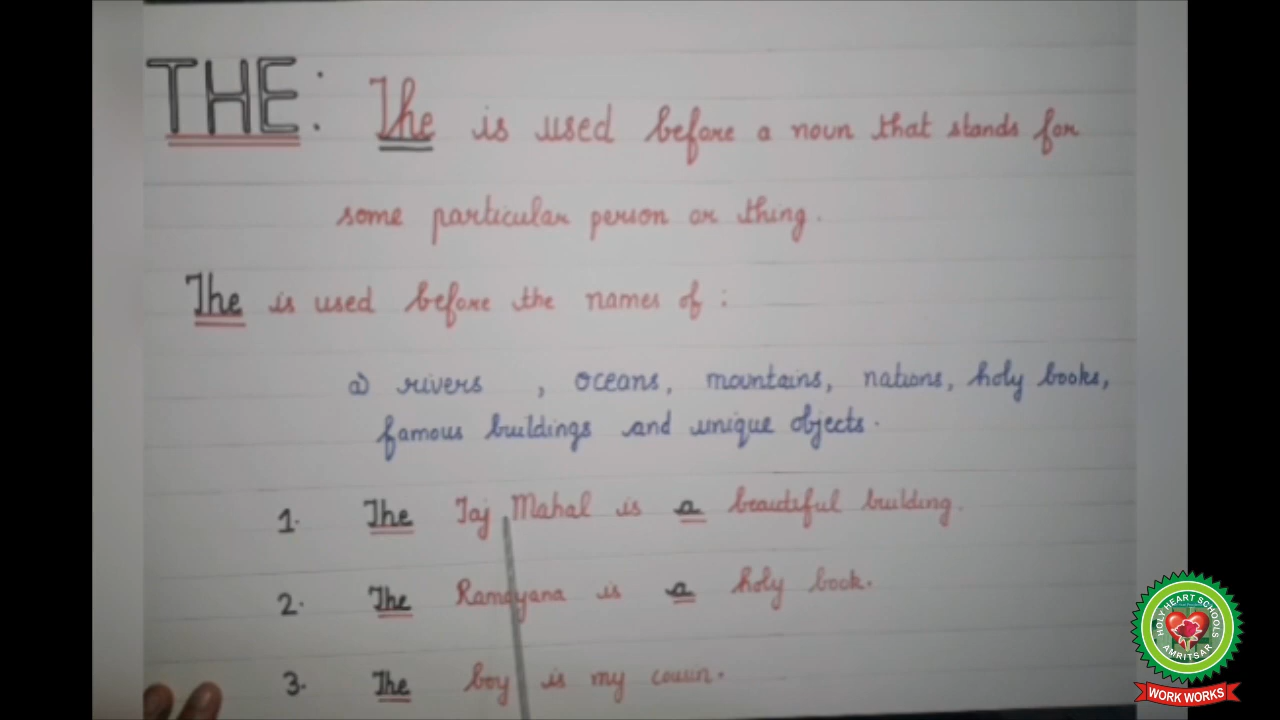 THE: The is used before a noun that stands for
some particular person or thing.
The is used before the names of :
a) rivers , oceans, mountains, nations, holy books,
famous buildings and unique objects.
1. The Taj Mahal is a beautiful building.
2. The Ramayana is a holy book.
3. The boy is my cousin.
HOLY HEART SCHOOLS
AMRITSAR
WORK WORKS